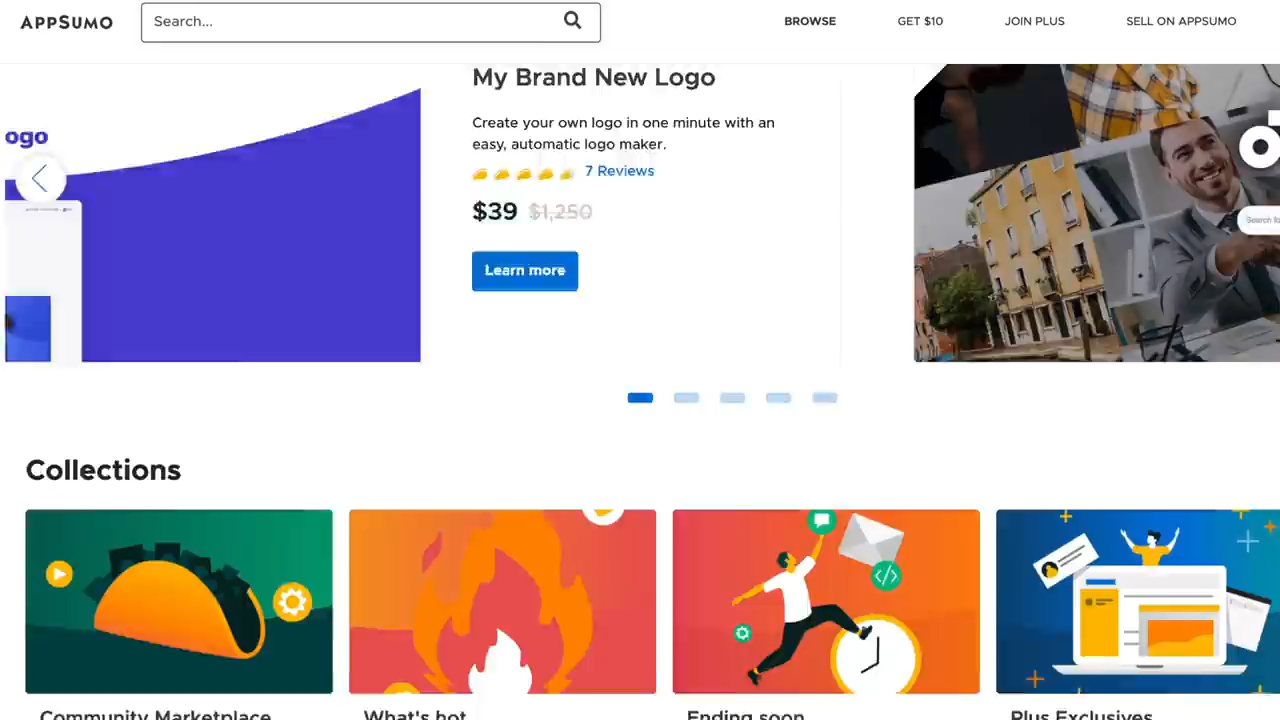 APPSUMO
Search...
BROWSE
GET $10
JOIN PLUS
SELL ON APPSUMO
ogo
My Brand New Logo
Create your own logo in one minute with an
easy, automatic logo maker.
7 Reviews
$39 $1,250
Learn more
Search fo
Collections
Community Marketplace
What's hot
Ending soon
Plus Exclusives